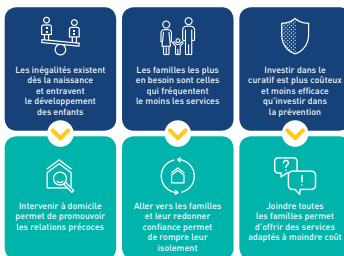 Les inégalités existent
dès la naissance
et entravent
le développement
des enfants
Les familles les plus
en besoin sont celles
qui fréquentent
le moins les services
Investir dans le
curatif est plus coûteux
et moins efficace
qu'investir dans
la prévention
Intervenir à domicile
permet de promouvoir
les relations précoces
Aller vers les familles
et leur redonner
confiance permet
de rompre leur
isolement
?
!
Joindre toutes
les familles permet
d'offrir des services
adaptés à moindre coût